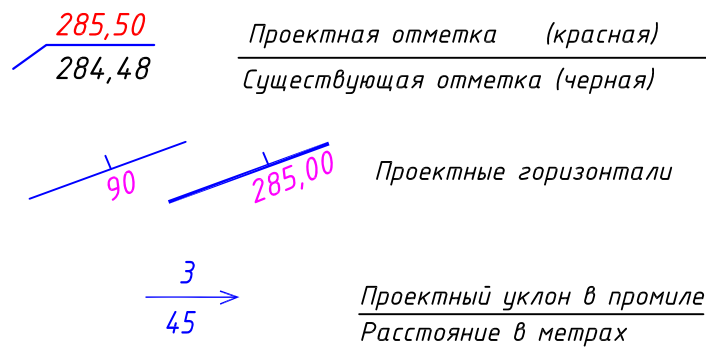 285,50 Проектная отметка (красная)
284,48 Существующая отметка (черная)
90 285,00 Проектные горизонтали
3 Проектный уклон в промиле
45 Расстояние в метрах